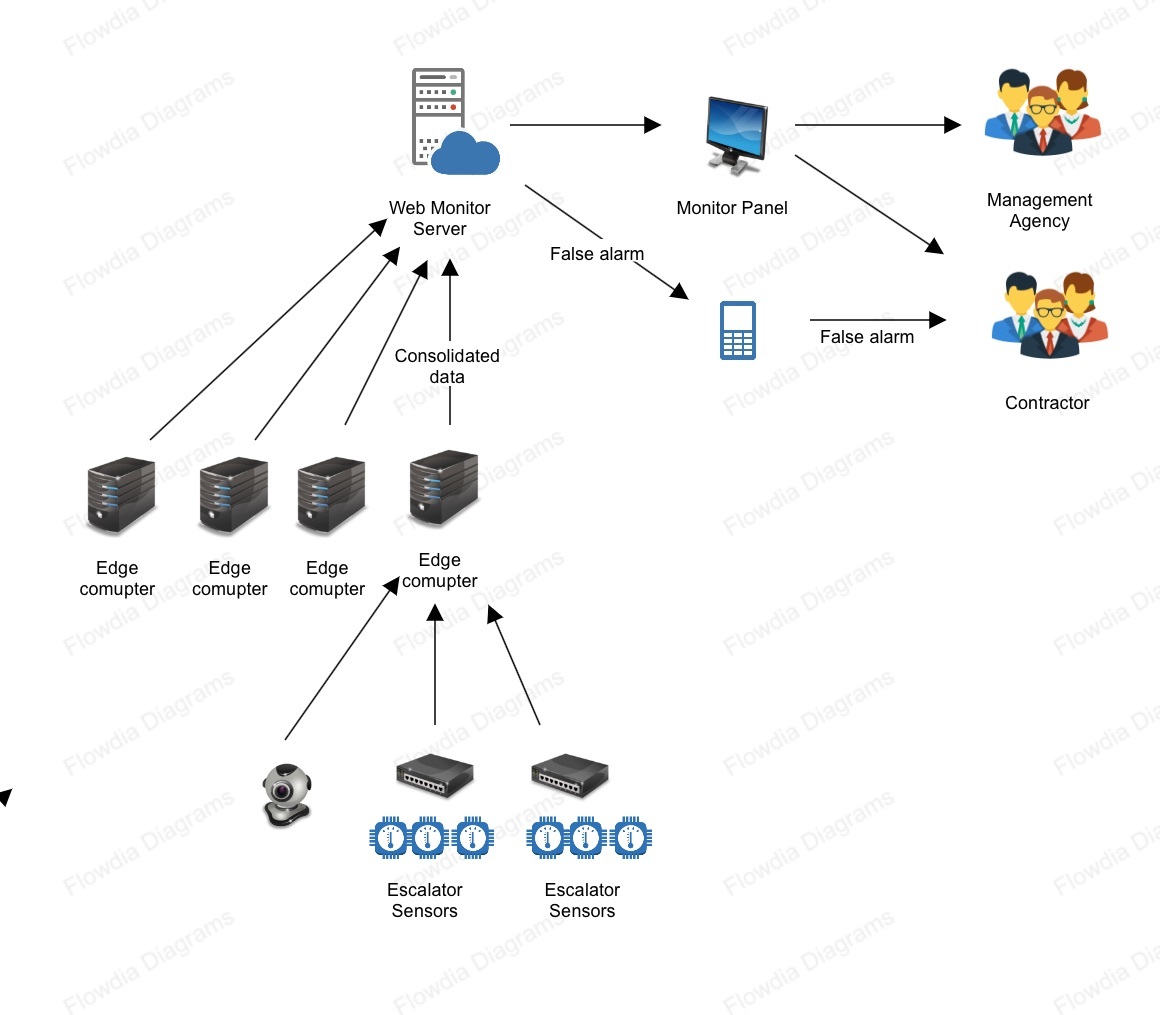 Web Monitor
Server
Monitor Panel
Management
Agency
False alarm
False alarm
Consolidated
data
Contractor
Edge
comupter
Edge
comupter
Edge
comupter
Edge
comupter
Escalator
Sensors
Escalator
Sensors
Flowdia Diagrams